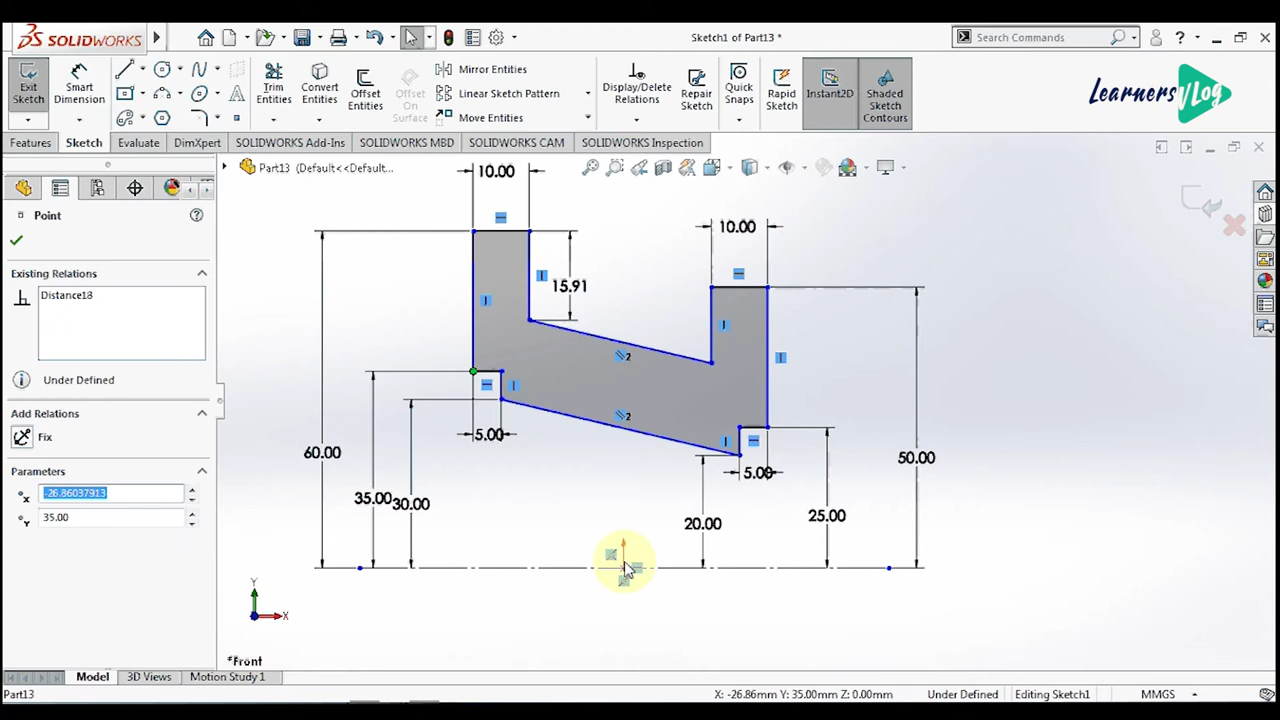 SOLIDWORKS
Sketch1 of Part13 *
Search Commands
Exit Sketch
Smart Dimension
Trim Entities
Convert Entities
Offset Entities
Offset On Surface
Mirror Entities
Linear Sketch Pattern
Move Entities
Display/Delete Relations
Repair Sketch
Quick Snaps
Rapid Sketch
Instant2D
Shaded Sketch Contours
Learners Vlog
Features
Sketch
Evaluate
DimXpert
SOLIDWORKS Add-Ins
SOLIDWORKS MBD
SOLIDWORKS CAM
SOLIDWORKS Inspection
Part13 (Default<<Default...
Point
Existing Relations
Distance18
Under Defined
Add Relations
Fix
Parameters
x
-26.86037913
Y
35.00
10.00
10.00
15.91
2
2
5.00
5.00
60.00
35.00
30.00
20.00
25.00
50.00
Y
X
*Front
Model
3D Views
Motion Study 1
Part13
X: -26.86mm Y: 35.00mm Z: 0.00mm
Under Defined
Editing Sketch1
MMGS